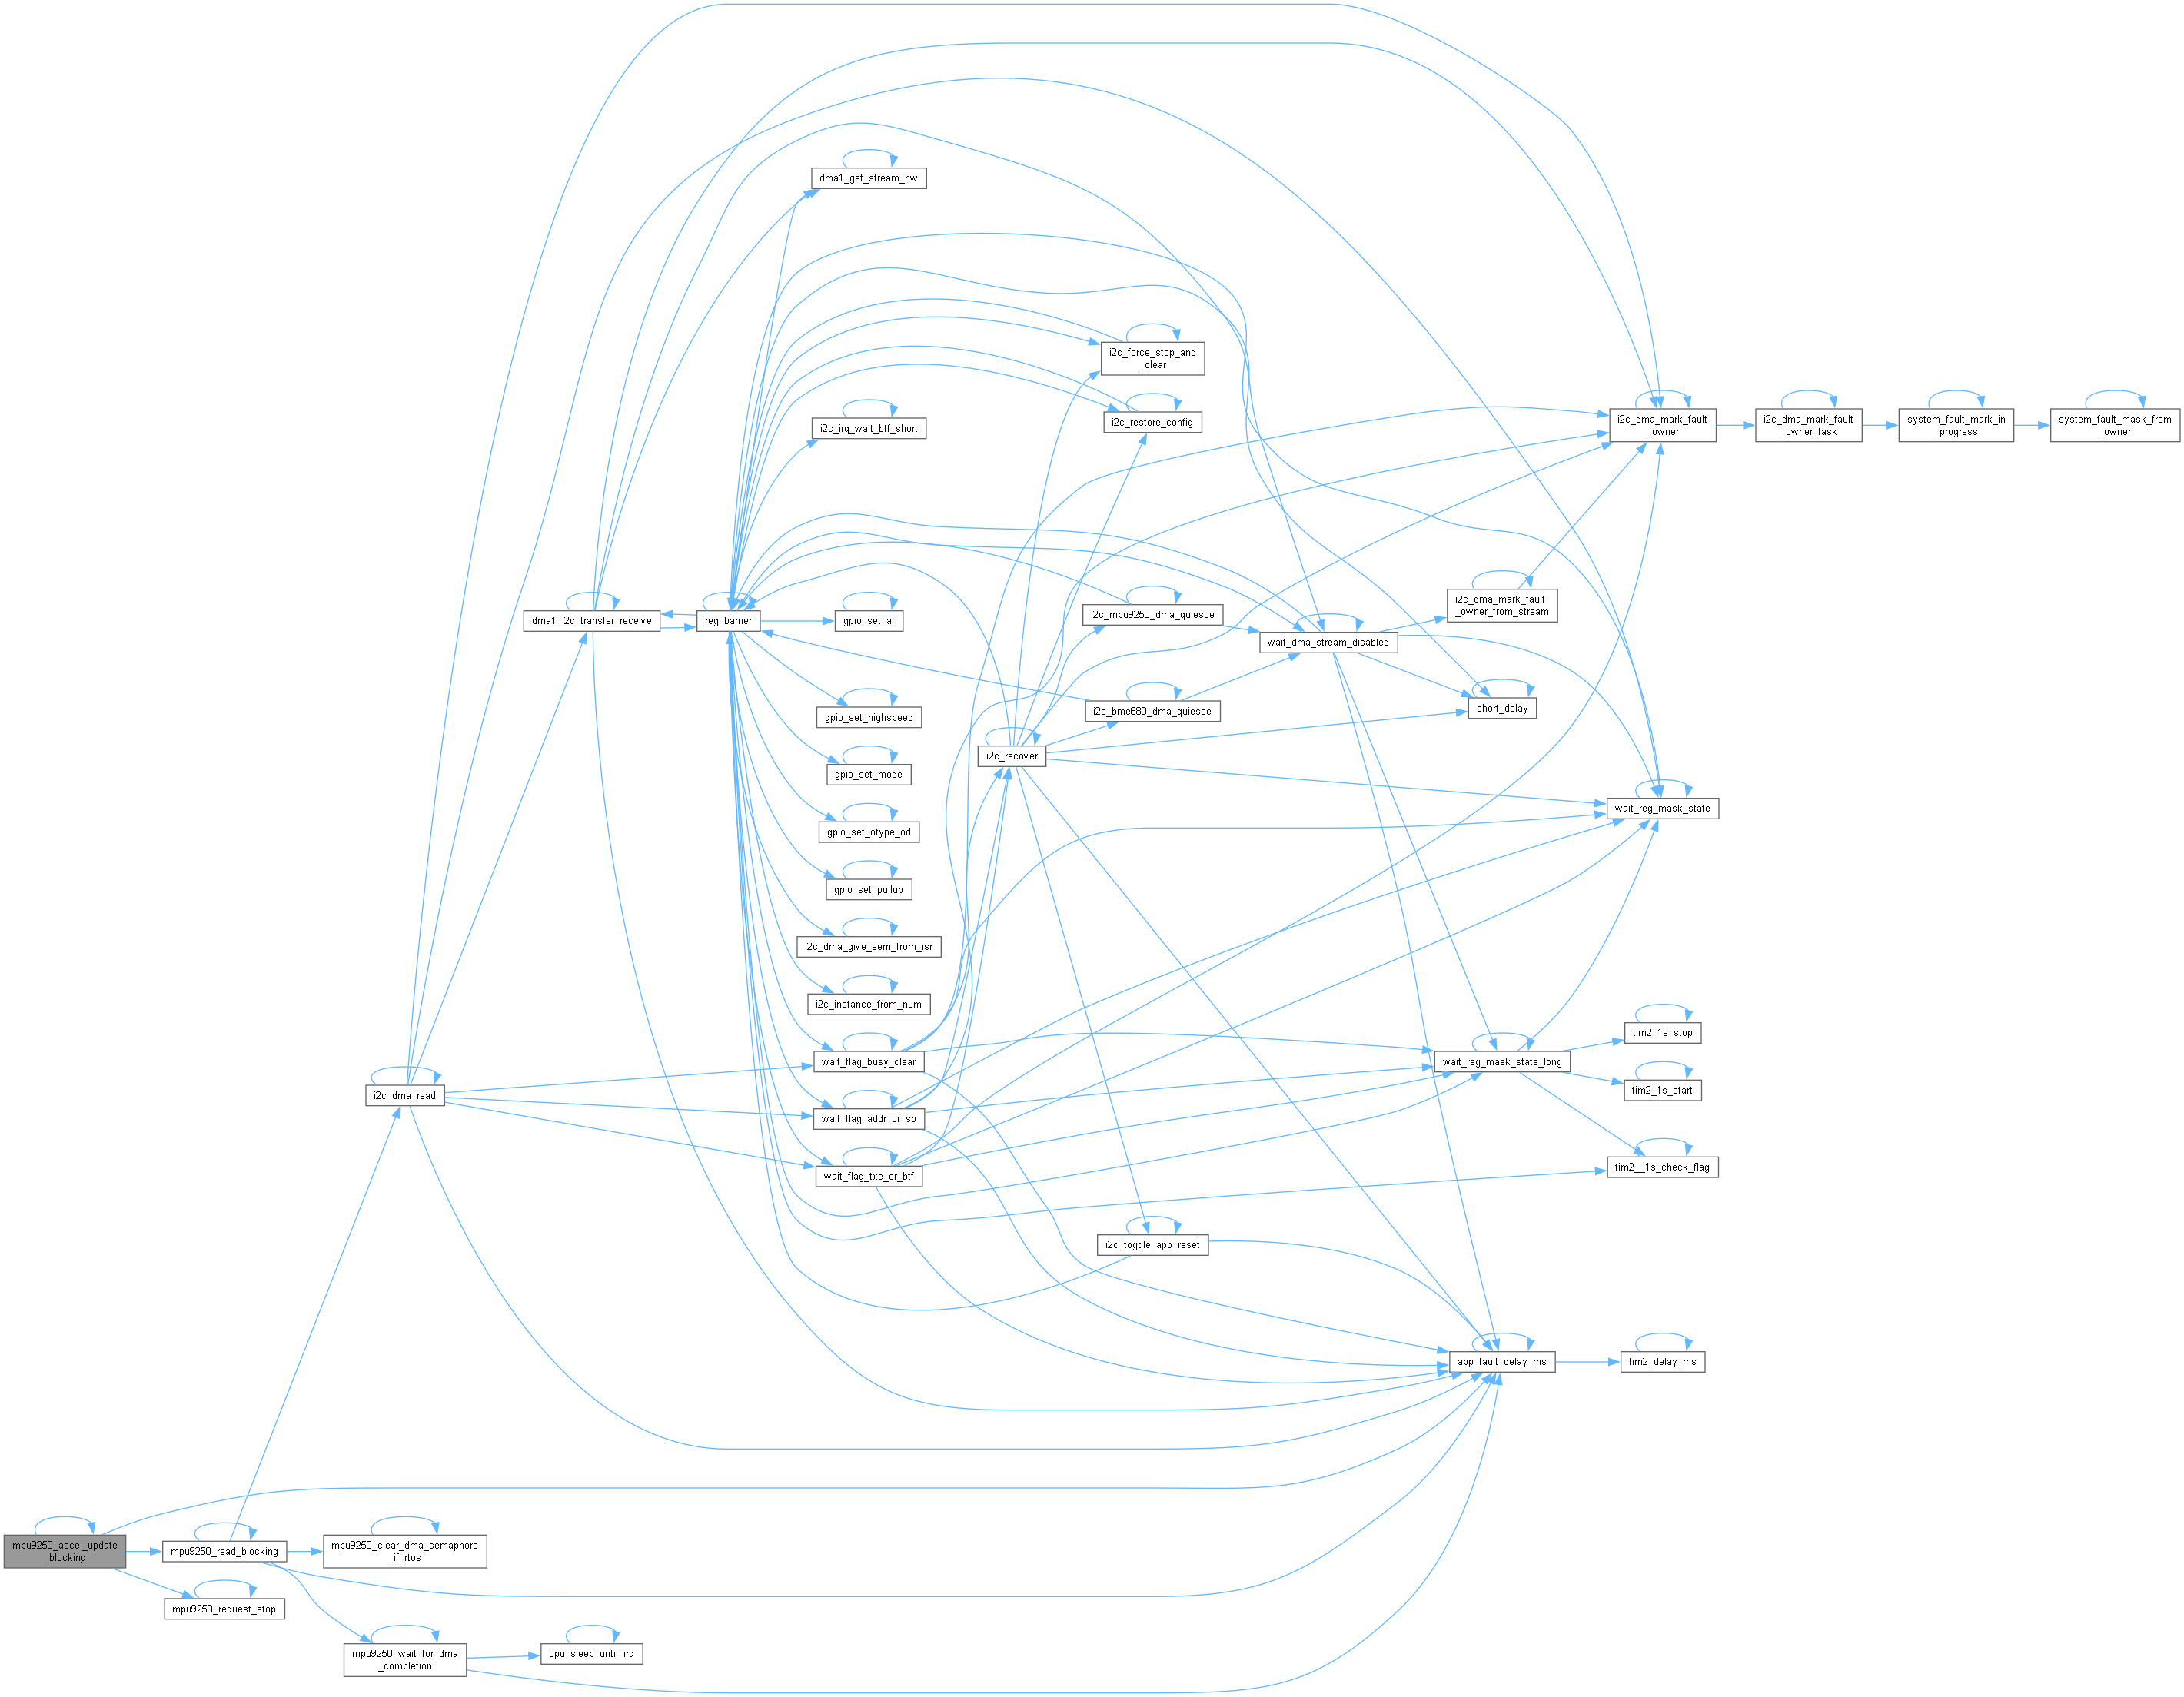 dma1_get_stream_hw
i2c_force_stop_and
_clear
i2c_irq_wait_btf_short
i2c_restore_config
i2c_dma_mark_fault
_owner
i2c_dma_mark_fault
_owner_task
system_fault_mark_in
_progress
system_fault_mask_from
_owner
dma1_i2c_transfer_receive
reg_barrier
gpio_set_af
i2c_mpu9250_dma_quiesce
wait_dma_stream_disabled
i2c_dma_mark_fault
_owner_from_stream
gpio_set_highspeed
i2c_bme680_dma_quiesce
short_delay
i2c_recover
gpio_set_mode
wait_reg_mask_state
gpio_set_otype_od
gpio_set_pullup
i2c_dma_give_sem_from_isr
i2c_instance_from_num
tim2_1s_stop
wait_flag_busy_clear
wait_reg_mask_state_long
i2c_dma_read
tim2_1s_start
wait_flag_addr_or_sb
wait_flag_txe_or_btf
tim2__1s_check_flag
i2c_toggle_apb_reset
app_fault_delay_ms
tim2_delay_ms
mpu9250_accel_update
_blocking
mpu9250_read_blocking
mpu9250_clear_dma_semaphore
_if_rtos
mpu9250_request_stop
mpu9250_wait_for_dma
_completion
cpu_sleep_until_irq